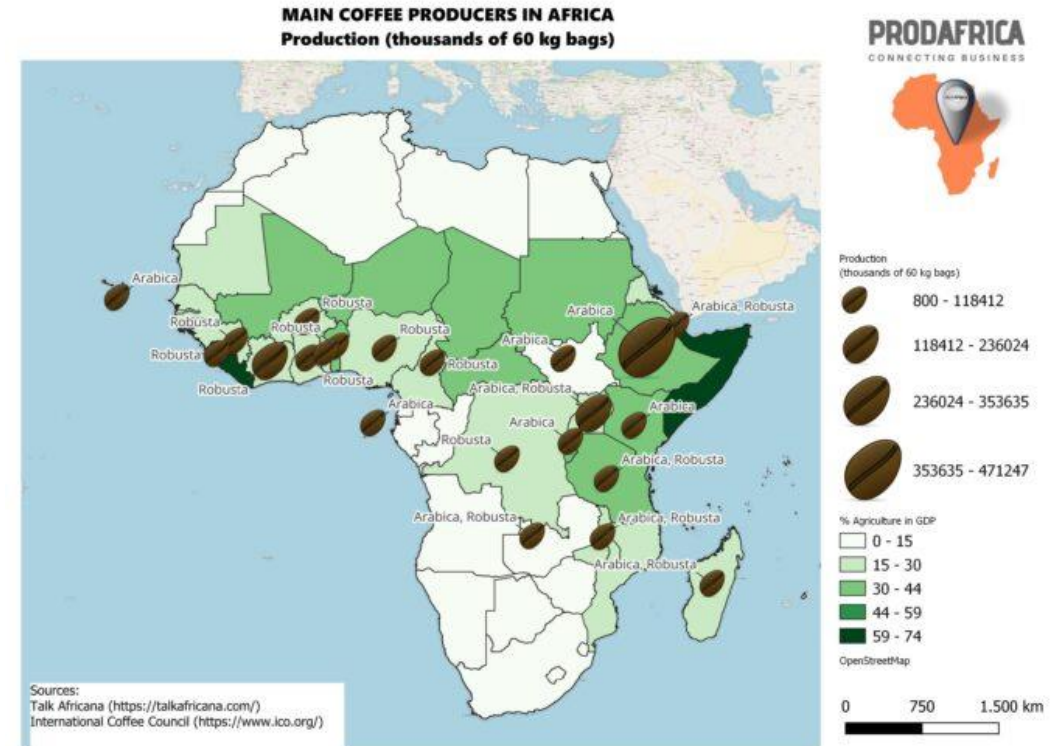 MAIN COFFEE PRODUCERS IN AFRICA
Production (thousands of 60 kg bags)
PRODAFRICA
CONNECTING BUSINESS
Arabica
Robusta
Robusta
Robusta
Robusta
Robusta
Robusta
Robusta
Robusta
Arabica
Arabica, Robusta
Arabica
Arabica, Robusta
Arabica
Arabica
Arabica
Robusta
Arabica, Robusta
Arabica, Robusta
Arabica, Robusta
Arabica, Robusta
Production
(thousands of 60 kg bags)
800 - 118412
118412 - 236024
236024 - 353635
353635 - 471247
% Agriculture in GDP
0 - 15
15 - 30
30 - 44
44 - 59
59 - 74
OpenStreetMap
0 750 1.500 km
Sources:
Talk Africana (https://talkafricana.com/)
International Coffee Council (https://www.ico.org/)